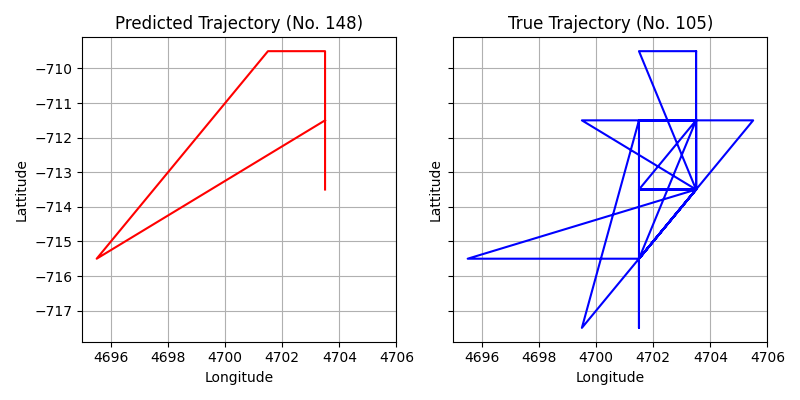 Predicted Trajectory (No. 148)
True Trajectory (No. 105)
Lattitude
−710
−711
−712
−713
−714
−715
−716
−717
4696 4698 4700 4702 4704 4706
Longitude
Lattitude
4696 4698 4700 4702 4704 4706
Longitude